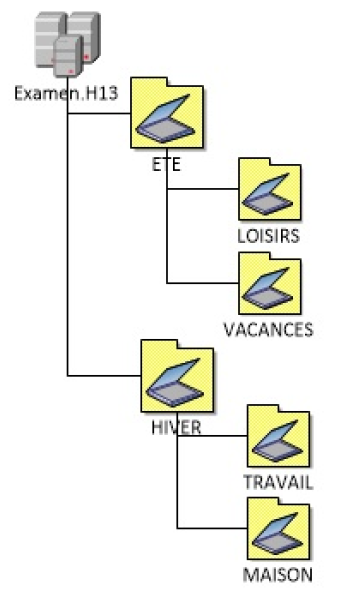 Examen.H13
ETE
LOISIRS
VACANCES
HIVER
TRAVAIL
MAISON